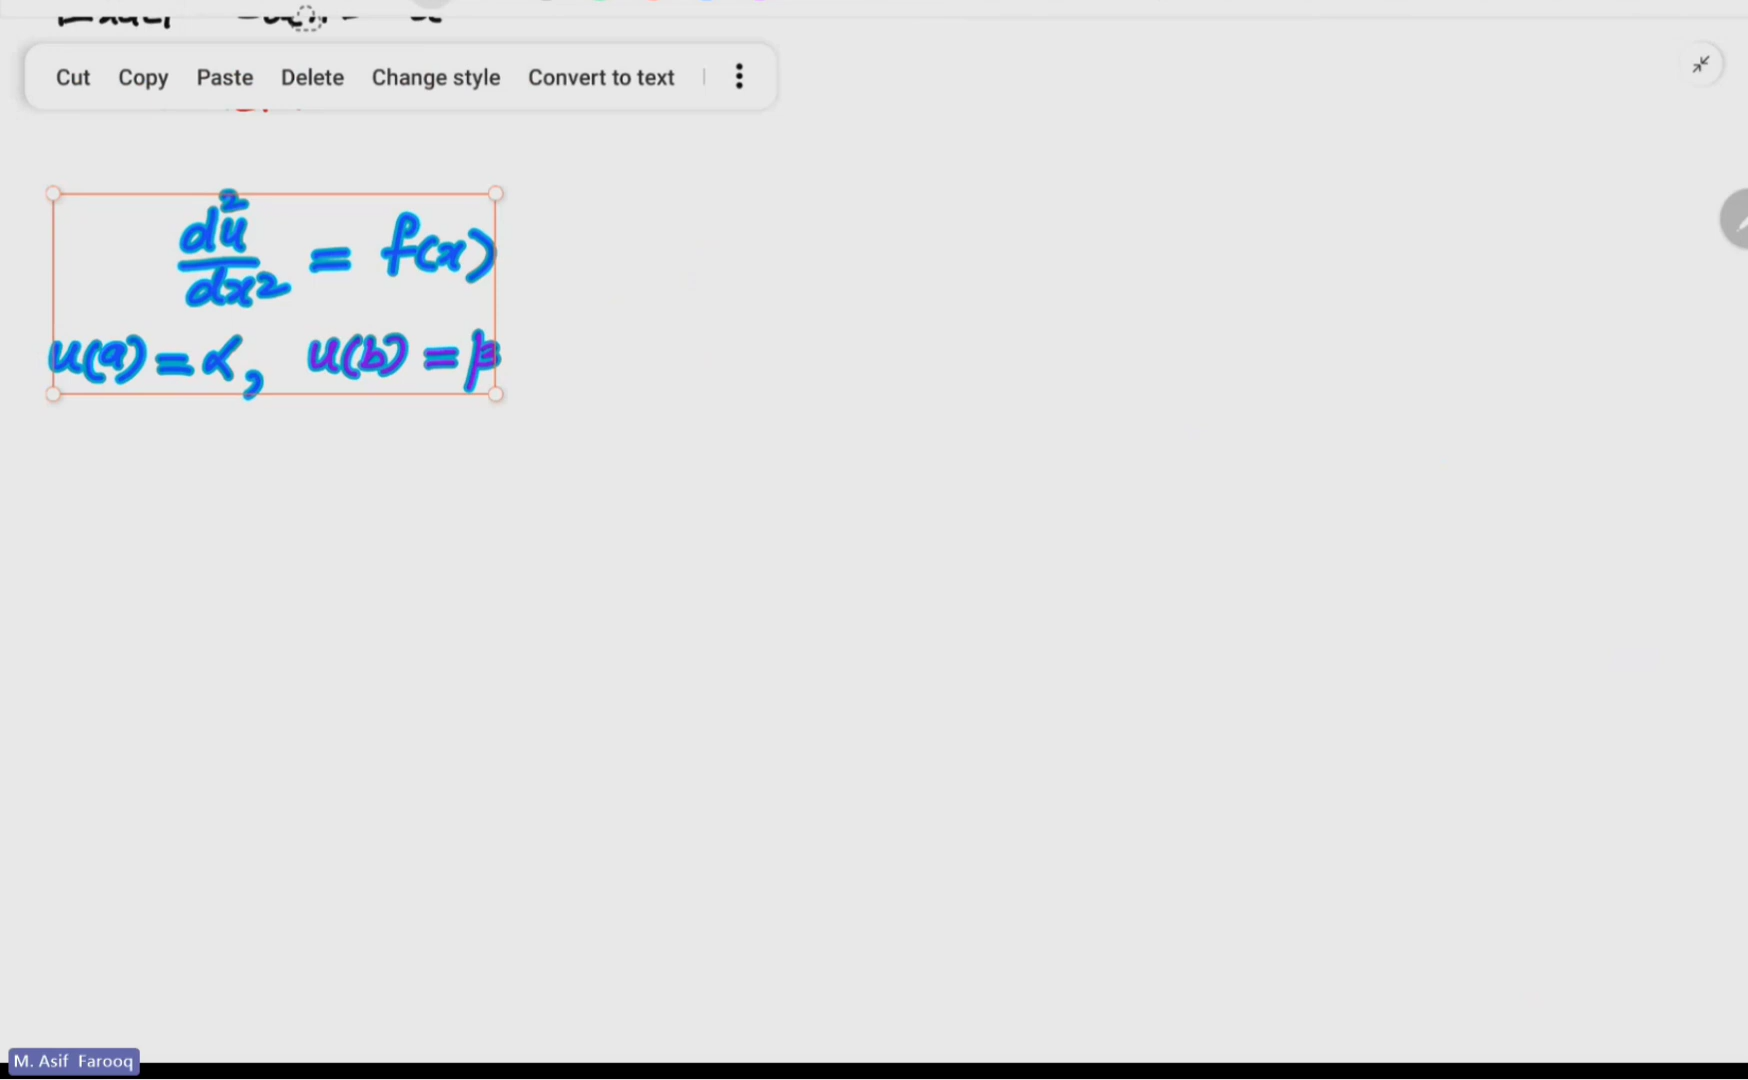 Cut Copy Paste Delete Change style Convert to text
d²u/dx² = f(x)
u(a) = α, u(b) = β
M. Asif Farooq